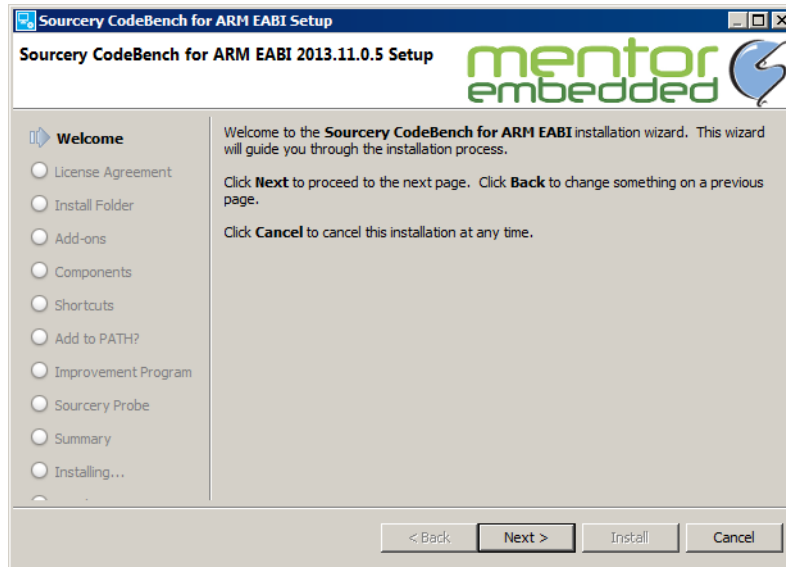 Sourcery CodeBench for ARM EABI Setup
Sourcery CodeBench for ARM EABI 2013.11.0.5 Setup
mentor
embedded
Welcome
License Agreement
Install Folder
Add-ons
Components
Shortcuts
Add to PATH?
Improvement Program
Sourcery Probe
Summary
Installing...
Welcome to the Sourcery CodeBench for ARM EABI installation wizard. This wizard
will guide you through the installation process.
Click Next to proceed to the next page. Click Back to change something on a previous
page.
Click Cancel to cancel this installation at any time.
< Back
Next >
Install
Cancel